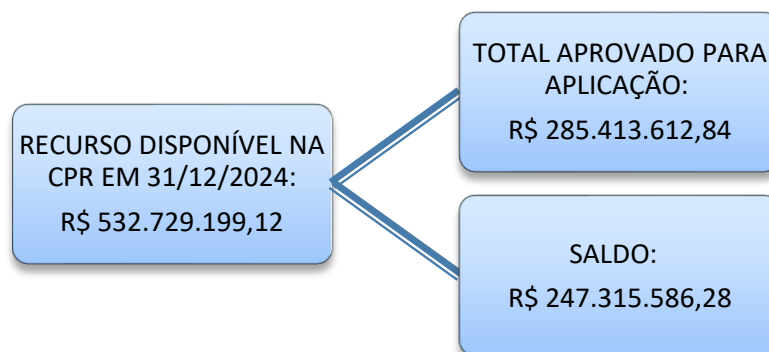 RECURSO DISPONÍVEL NA
CPR EM 31/12/2024:
R$ 532.729.199,12
TOTAL APROVADO PARA
APLICAÇÃO:
R$ 285.413.612,84
SALDO:
R$ 247.315.586,28